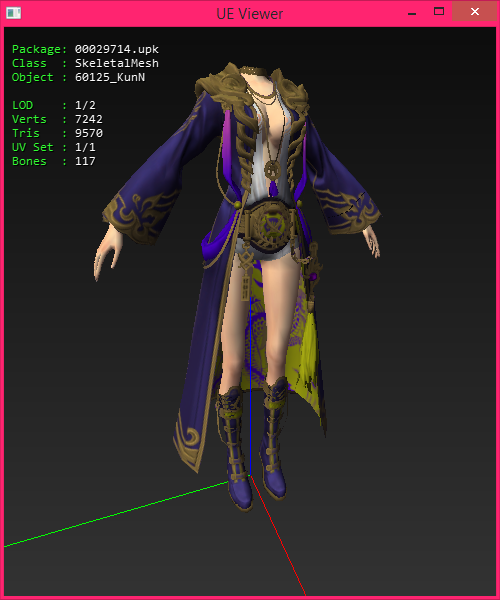 UE Viewer
Package: 00029714.upk
Class : SkeletalMesh
Object : 60125_KunN
LOD : 1/2
Verts : 7242
Tris : 9570
UV Set : 1/1
Bones : 117